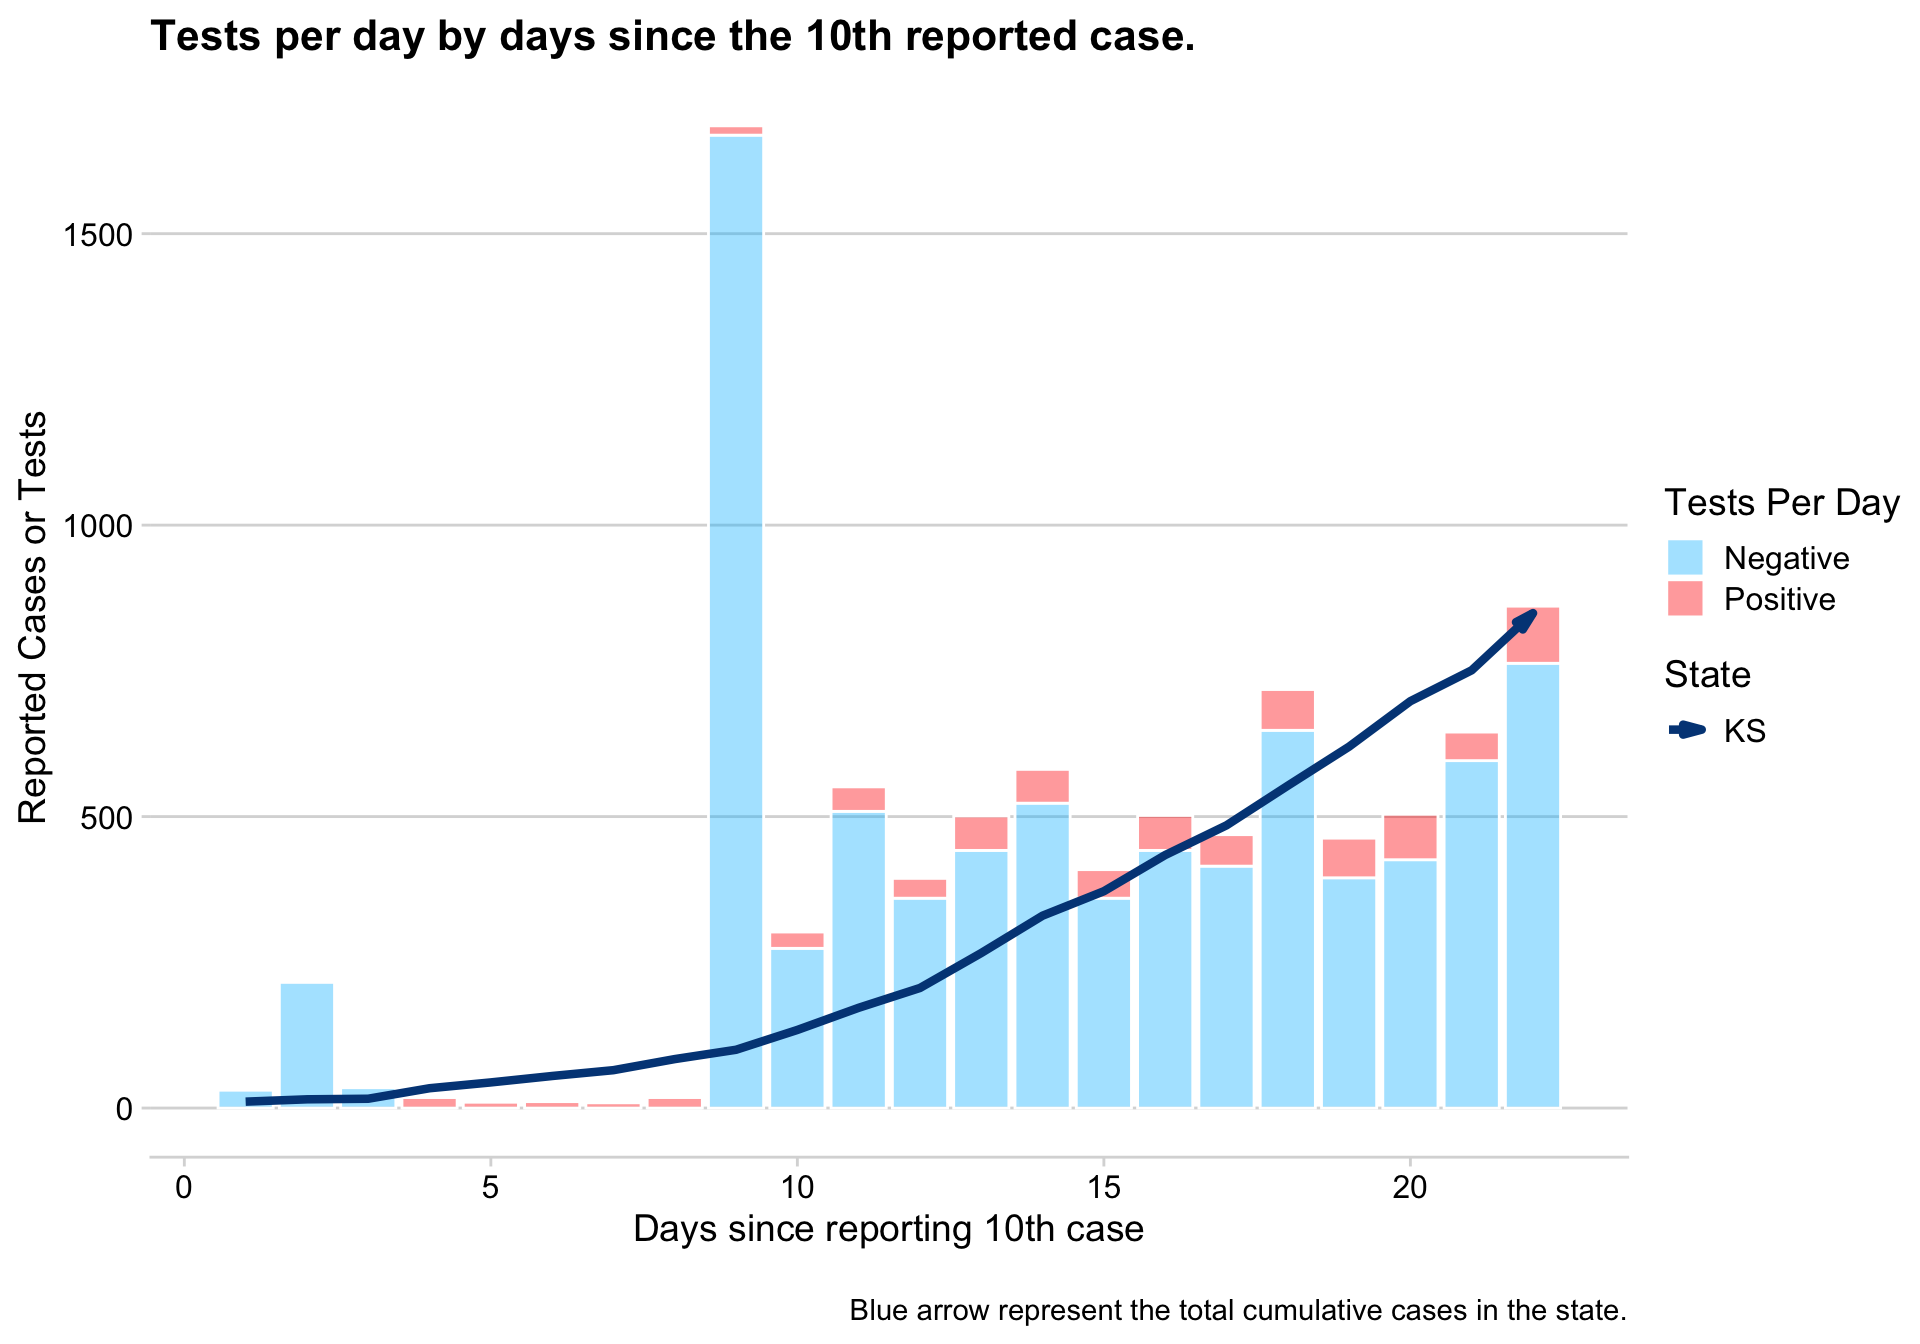 Tests per day by days since the 10th reported case.
Reported Cases or Tests
1500
1000
500
0
0 5 10 15 20
Days since reporting 10th case
Tests Per Day
Negative
Positive
State
KS
Blue arrow represent the total cumulative cases in the state.